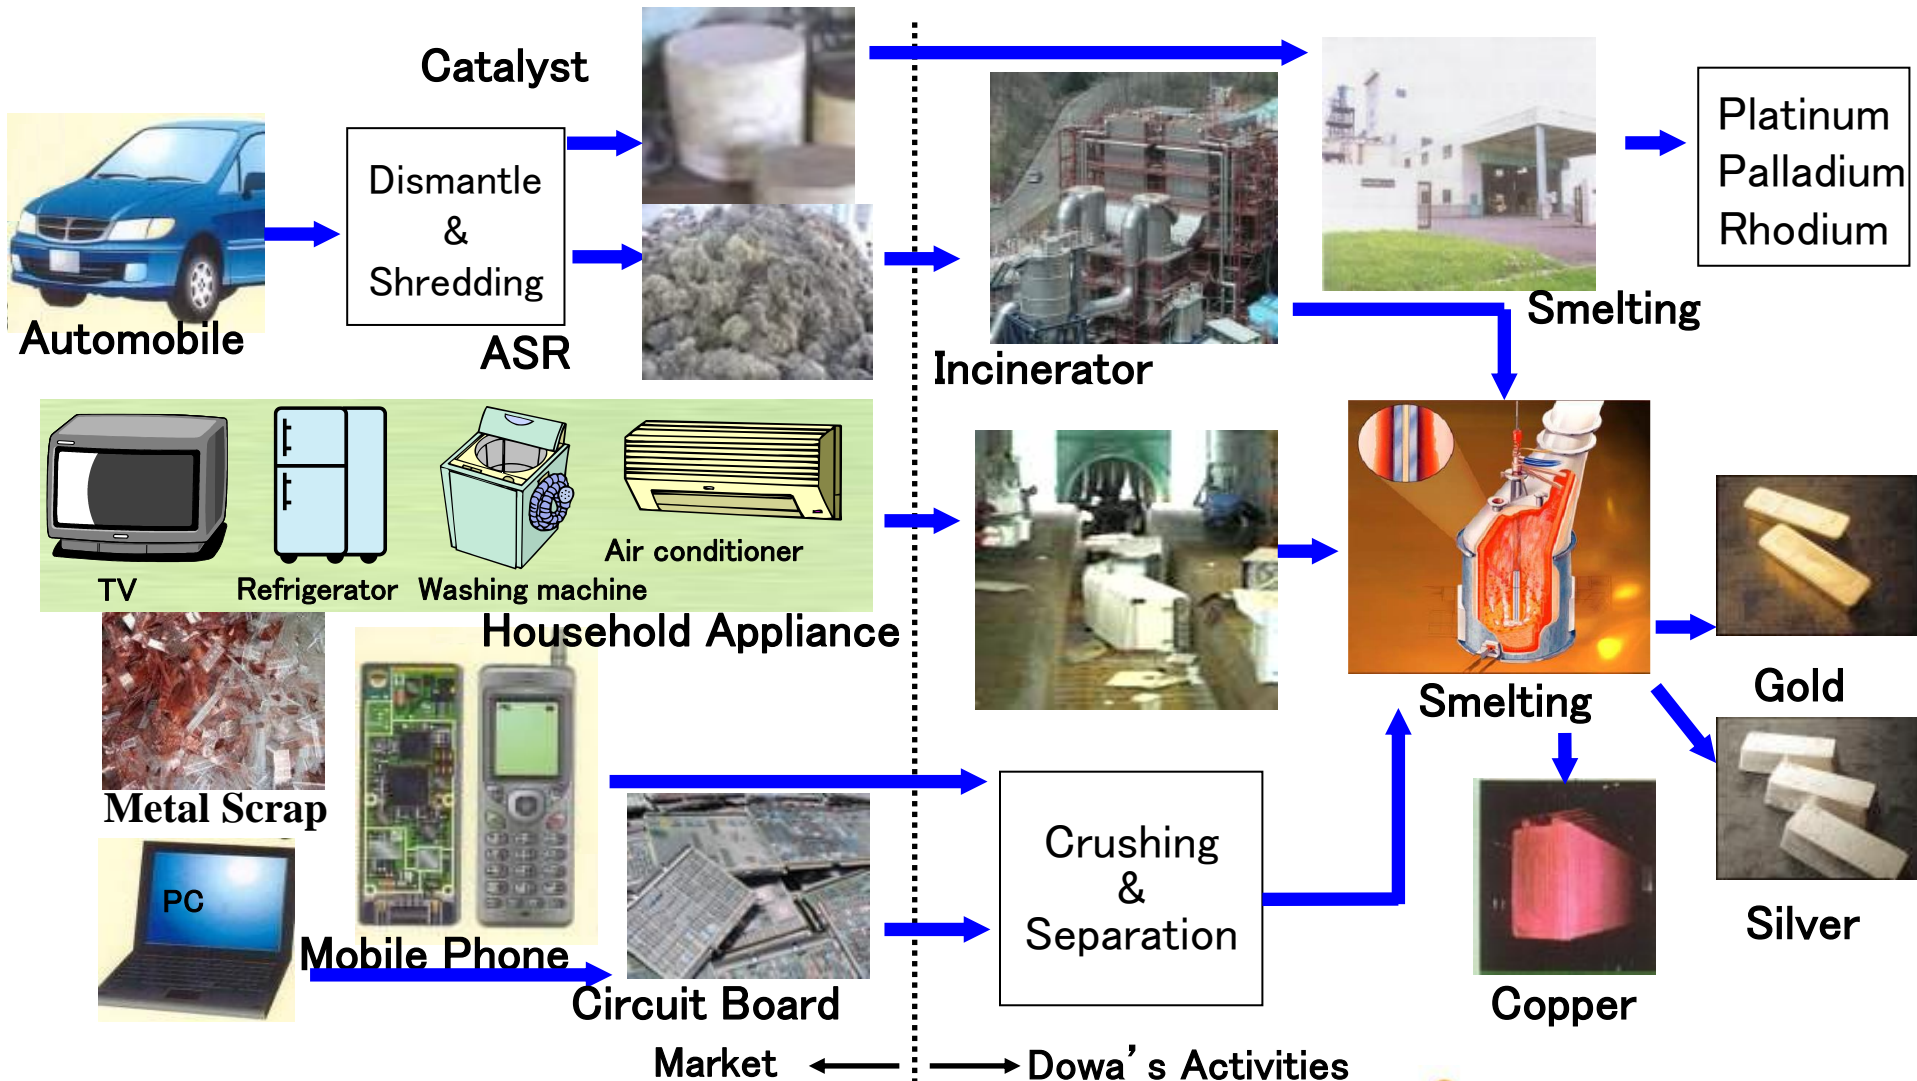 Catalyst
Dismantle
&
Shredding
Automobile
ASR
Incinerator
Smelting
Platinum
Palladium
Rhodium
TV
Refrigerator
Washing machine
Air conditioner
Household Appliance
Metal Scrap
PC
Mobile Phone
Circuit Board
Crushing
&
Separation
Smelting
Gold
Silver
Copper
Market
Dowa’s Activities